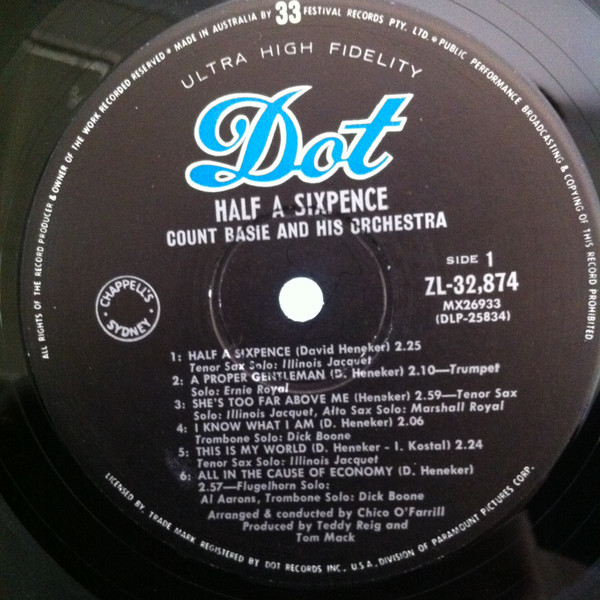 ALL RIGHTS OF THE RECORD PRODUCER & OWNER OF THE WORK RECORDED RESERVED • MADE IN AUSTRALIA BY 33 FESTIVAL RECORDS PTY. LTD. • PUBLIC PERFORMANCE BROADCASTING & COPYING OF THIS RECORD PROHIBITED.
ULTRA HIGH FIDELITY
Dot
HALF A SIXPENCE
COUNT BASIE AND HIS ORCHESTRA
SIDE 1
ZL-32,874
MX26933
(DLP-25834)
CHAPPELL'S
SYDNEY
1: HALF A SIXPENCE (David Heneker) 2.25
Tenor Sax Solo: Illinois Jacquet
2: A PROPER GENTLEMAN (D. Heneker) 2.10—Trumpet
Solo: Ernie Royal
3: SHE'S TOO FAR ABOVE ME (Heneker) 2.59—Tenor Sax
Solo: Illinois Jacquet, Alto Sax Solo: Marshall Royal
4: I KNOW WHAT I AM (D. Heneker) 2.06
Trombone Solo: Dick Boone
5: THIS IS MY WORLD (D. Heneker - I. Kostal) 2.24
Tenor Sax Solo: Illinois Jacquet
6: ALL IN THE CAUSE OF ECONOMY (D. Heneker)
2.57—Flugelhorn Solo:
Al Aarons, Trombone Solo: Dick Boone
Arranged & conducted by Chico O'Farrill
Produced by Teddy Reig and
Tom Mack
LICENSED BY, TRADE MARK REGISTERED BY DOT RECORDS INC. U.S.A. DIVISION OF PARAMOUNT PICTURES CORP.